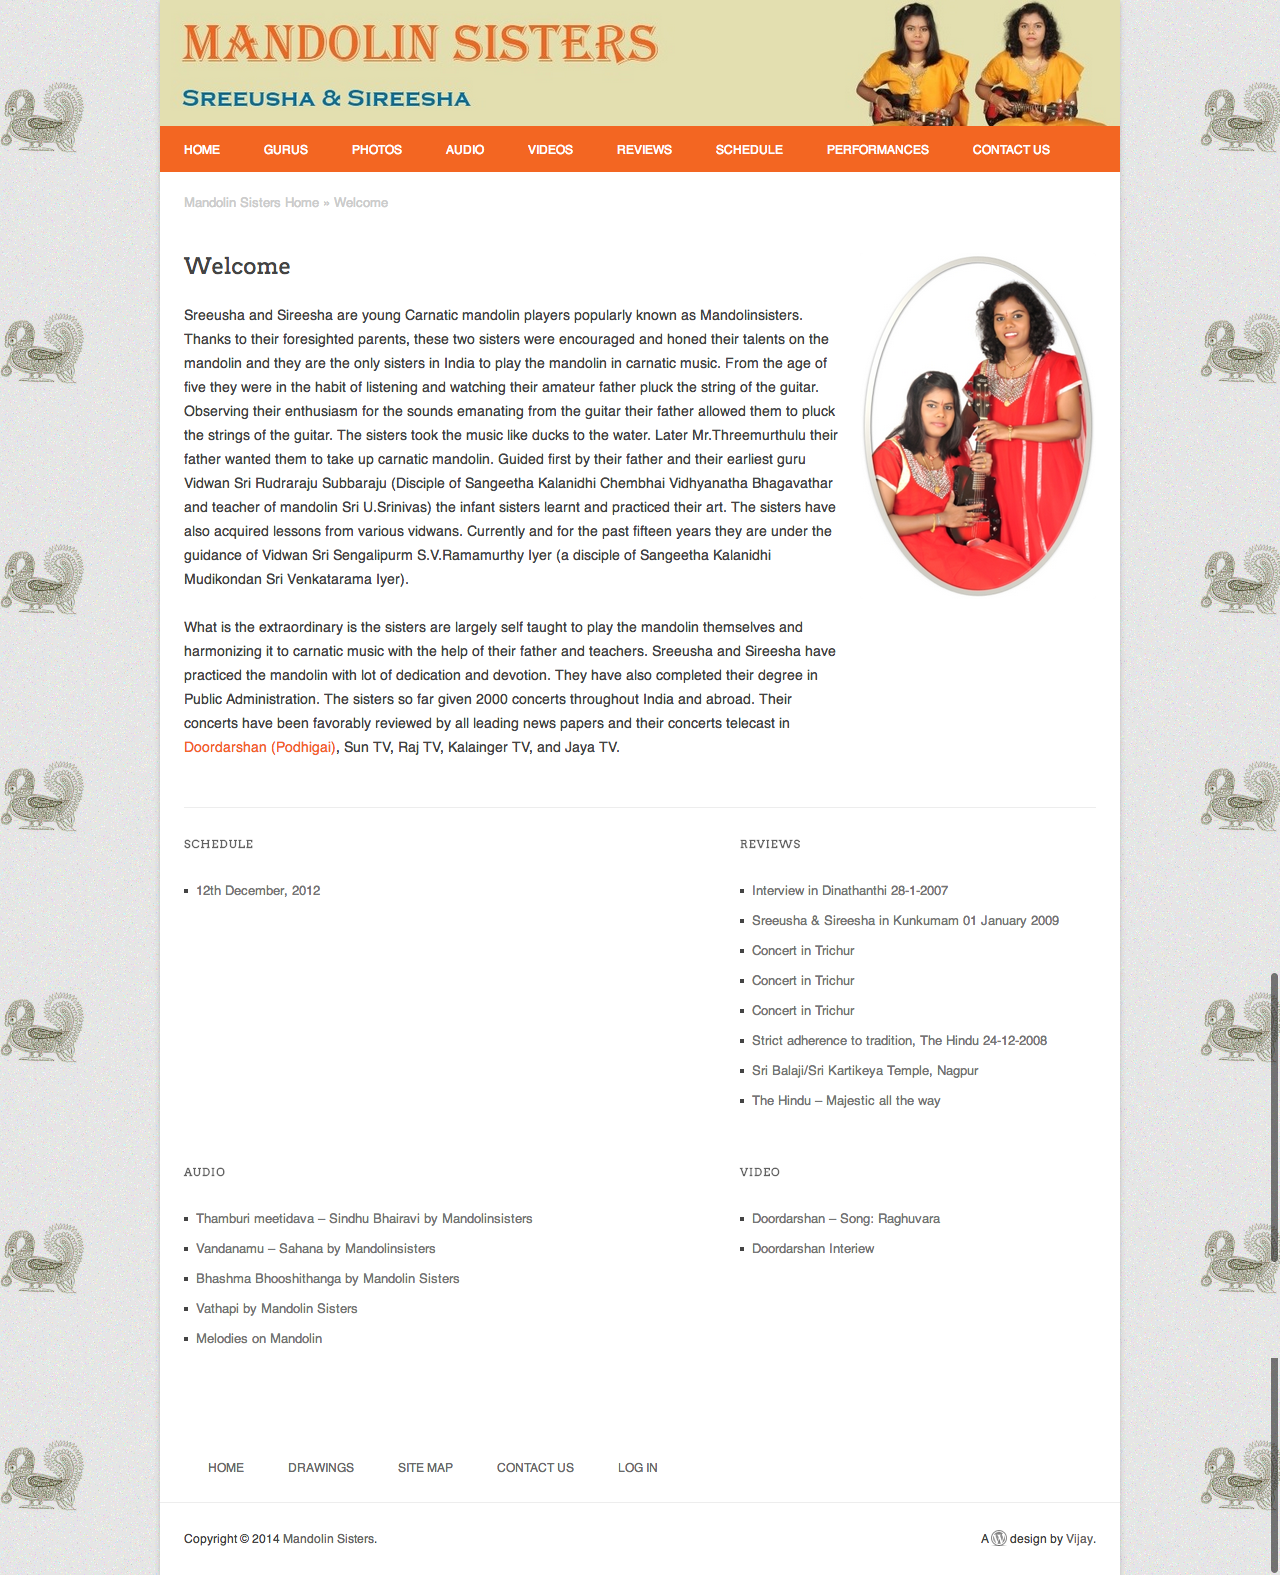 MANDOLIN SISTERS
SREEUSHA & SIREESHA
HOME GURUS PHOTOS AUDIO VIDEOS REVIEWS SCHEDULE PERFORMANCES CONTACT US
Mandolin Sisters Home » Welcome
Welcome
Sreeusha and Sireesha are young Carnatic mandolin players popularly known as Mandolinsisters.
Thanks to their foresighted parents, these two sisters were encouraged and honed their talents on the
mandolin and they are the only sisters in India to play the mandolin in carnatic music. From the age of
five they were in the habit of listening and watching their amateur father pluck the string of the guitar.
Observing their enthusiasm for the sounds emanating from the guitar their father allowed them to pluck
the strings of the guitar. The sisters took the music like ducks to the water. Later Mr.Threemurthulu their
father wanted them to take up carnatic mandolin. Guided first by their father and their earliest guru
Vidwan Sri Rudraraju Subbaraju (Disciple of Sangeetha Kalanidhi Chembhai Vidhyanatha Bhagavathar
and teacher of mandolin Sri U.Srinivas) the infant sisters learnt and practiced their art. The sisters have
also acquired lessons from various vidwans. Currently and for the past fifteen years they are under the
guidance of Vidwan Sri Sengalipurm S.V.Ramamurthy Iyer (a disciple of Sangeetha Kalanidhi
Mudikondan Sri Venkatarama Iyer).
What is the extraordinary is the sisters are largely self taught to play the mandolin themselves and
harmonizing it to carnatic music with the help of their father and teachers. Sreeusha and Sireesha have
practiced the mandolin with lot of dedication and devotion. They have also completed their degree in
Public Administration. The sisters so far given 2000 concerts throughout India and abroad. Their
concerts have been favorably reviewed by all leading news papers and their concerts telecast in
Doordarshan (Podhigai), Sun TV, Raj TV, Kalainger TV, and Jaya TV.
SCHEDULE
12th December, 2012
REVIEWS
Interview in Dinathanthi 28-1-2007
Sreeusha & Sireesha in Kunkumam 01 January 2009
Concert in Trichur
Concert in Trichur
Concert in Trichur
Strict adherence to tradition, The Hindu 24-12-2008
Sri Balaji/Sri Kartikeya Temple, Nagpur
The Hindu – Majestic all the way
AUDIO
Thamburi meetidava – Sindhu Bhairavi by Mandolinsisters
Vandanamu – Sahana by Mandolinsisters
Bhashma Bhooshithanga by Mandolin Sisters
Vathapi by Mandolin Sisters
Melodies on Mandolin
VIDEO
Doordarshan – Song: Raghuvara
Doordarshan Interiew
HOME DRAWINGS SITE MAP CONTACT US LOG IN
Copyright © 2014 Mandolin Sisters.
A design by Vijay.